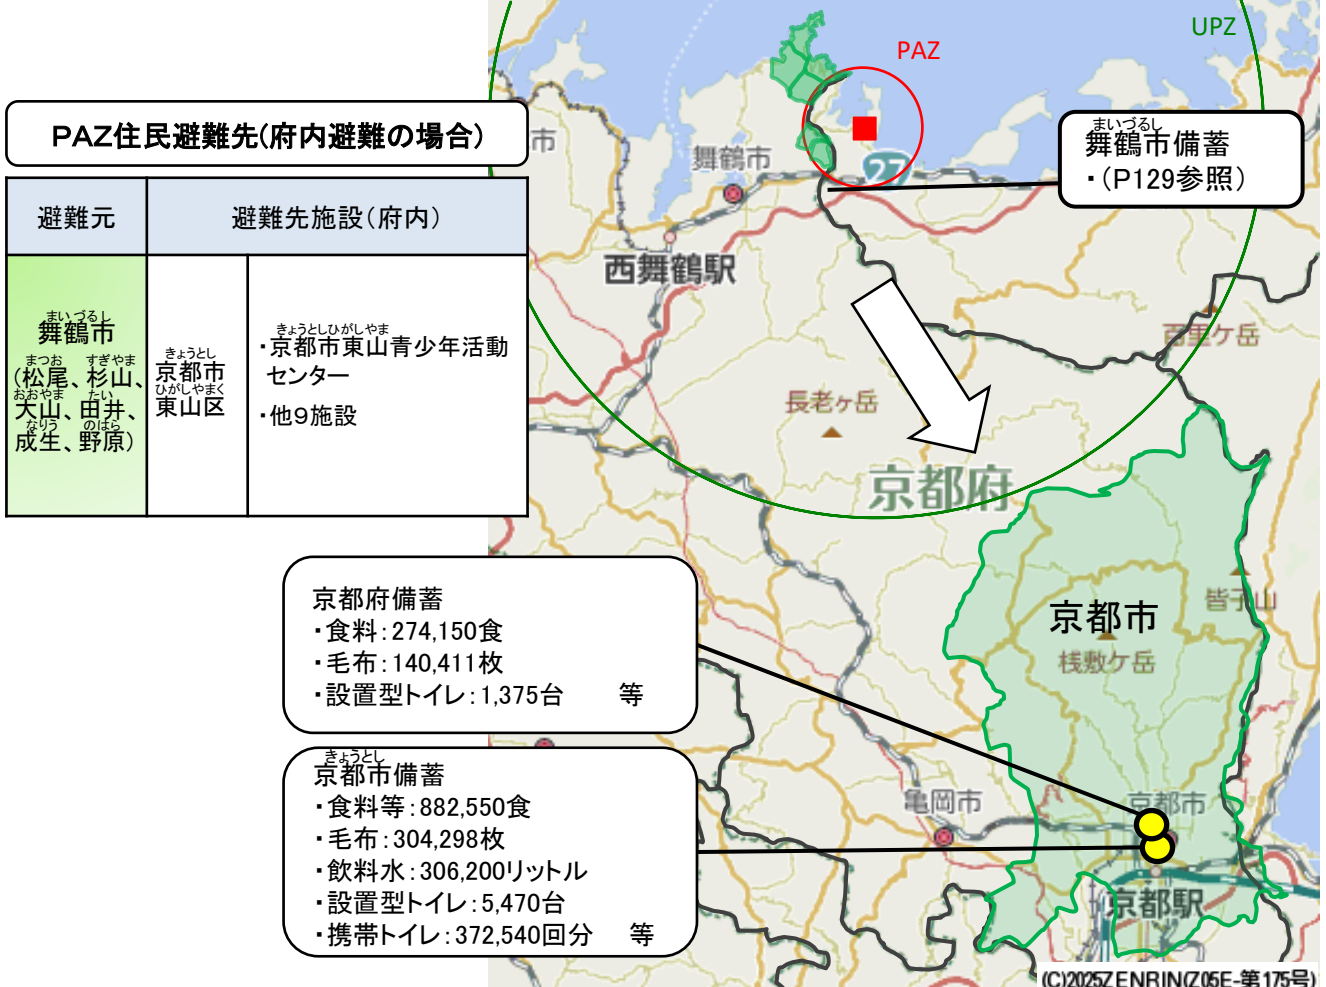 PAZ住民避難先(府内避難の場合)
避難元
避難先施設(府内)
まいづるし
舞鶴市
まつお すぎやま
(松尾、杉山、
おおやま たい
大山、田井、
なりう のはら
成生、野原)
きょうとし
京都市
ひがしやまく
東山区
きょうとしひがしやま
・京都市東山青少年活動
センター
・他9施設
UPZ
PAZ
まいづるし
舞鶴市備蓄
・(P129参照)
市
舞鶴市
27
西舞鶴駅
百里ケ岳
長老ケ岳
京都府
京都市
皆子山
桟敷ケ岳
京都府備蓄
・食料:274,150食
・毛布:140,411枚
・設置型トイレ:1,375台 等
きょうとし
京都市備蓄
・食料等:882,550食
・毛布:304,298枚
・飲料水:306,200リットル
・設置型トイレ:5,470台
・携帯トイレ:372,540回分 等
亀岡市
京都市
京都駅
(C)2025ZENRIN(Z05E-第175号)